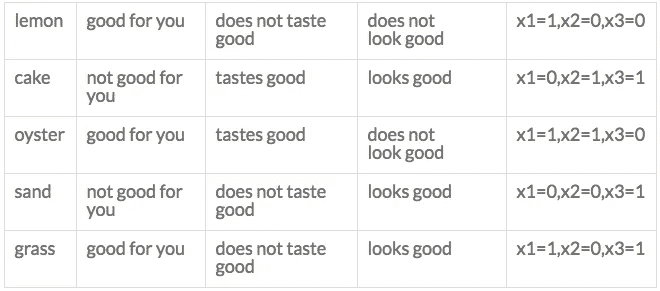 lemon good for you does not taste good does not look good x1=1,x2=0,x3=0
cake not good for you tastes good looks good x1=0,x2=1,x3=1
oyster good for you tastes good does not look good x1=1,x2=1,x3=0
sand not good for you does not taste good looks good x1=0,x2=0,x3=1
grass good for you does not taste good looks good x1=1,x2=0,x3=1